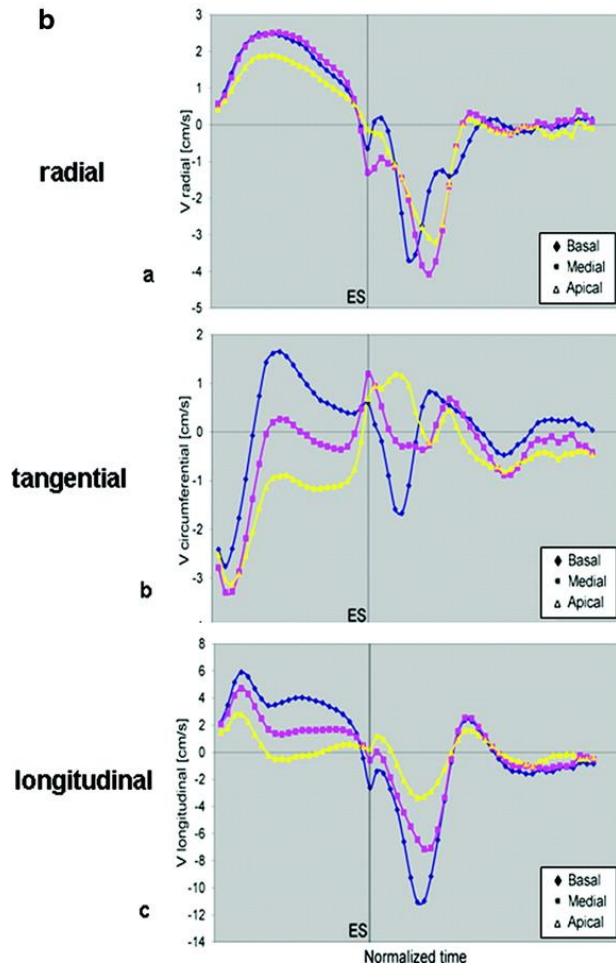 b
radial
a
V radial [cm/s]
3
2
1
0
-1
-2
-3
-4
-5
ES
Basal
Medial
Apical
tangential
b
V circumferential [cm/s]
2
1
0
-1
-2
-3
ES
Basal
Medial
Apical
longitudinal
c
V longitudinal [cm/s]
8
6
4
2
0
-2
-4
-6
-8
-10
-12
-14
ES
Basal
Medial
Apical
Normalized time